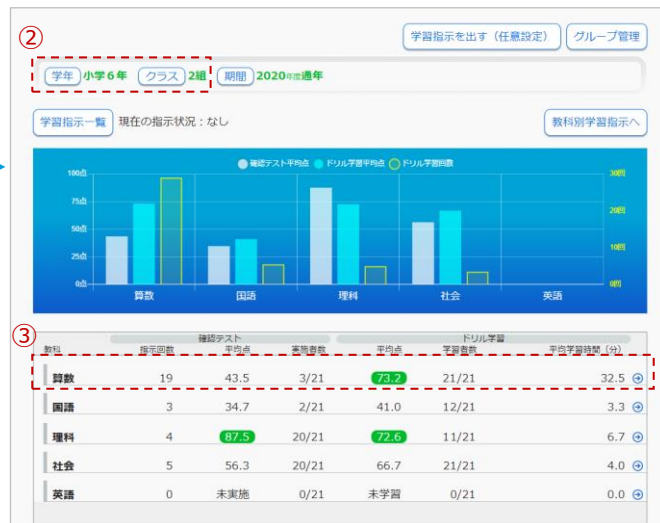 ②
学習指示を出す（任意設定） グループ管理
学年 小学６年 クラス 2組 期間 2020年度通年
学習指示一覧 現在の指示状況：なし 教科別学習指示へ
確認テスト平均点 ドリル学習平均点 ドリル学習回数
100点 30回
75点
20回
50点
10回
25点
0点 0回
算数 国語 理科 社会 英語
③
確認テスト ドリル学習
教科 指示回数 平均点 実施者数 平均点 学習者数 平均学習時間（分）
算数 19 43.5 3/21 73.2 21/21 32.5
国語 3 34.7 2/21 41.0 12/21 3.3
理科 4 87.5 20/21 72.6 11/21 6.7
社会 5 56.3 20/21 66.7 21/21 4.0
英語 0 未実施 0/21 未学習 0/21 0.0